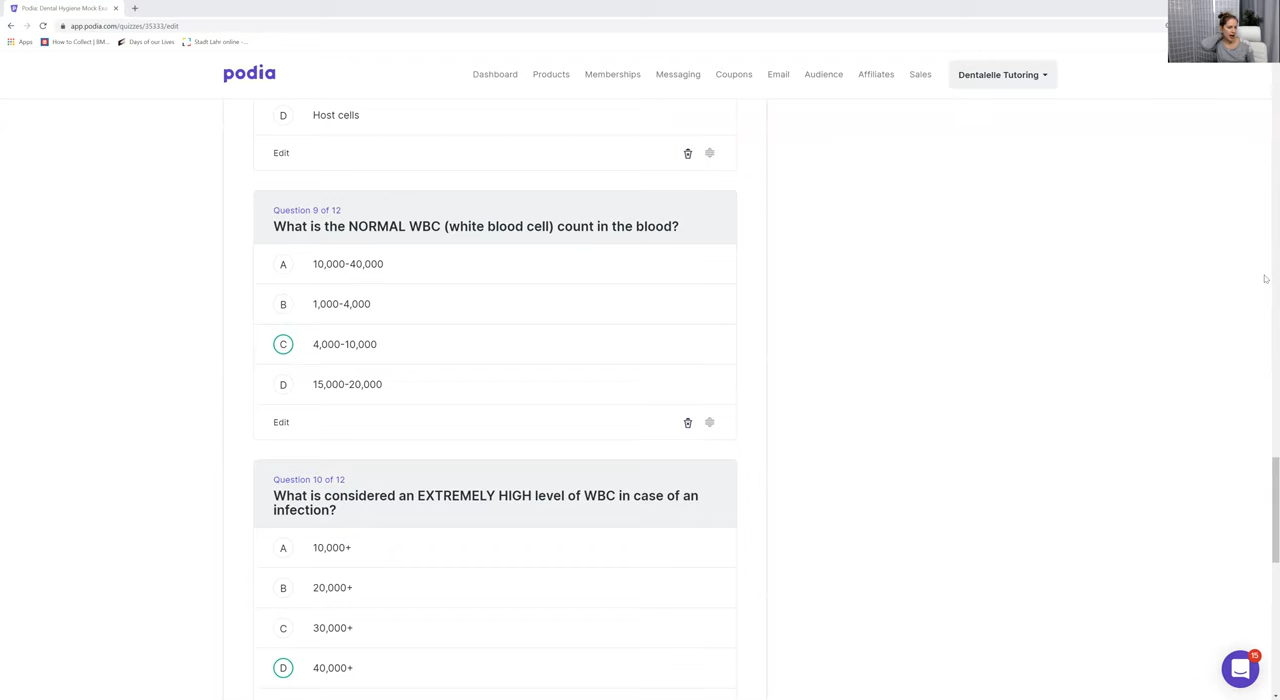 Podia: Dental Hygiene Mock Exa
app.podia.com/quizzes/35333/edit
Apps
How to Collect | BM...
Days of our Lives
Stadt Lahr online -...
podia
Dashboard
Products
Memberships
Messaging
Coupons
Email
Audience
Affiliates
Sales
Dentalelle Tutoring
D Host cells
Edit
Question 9 of 12
What is the NORMAL WBC (white blood cell) count in the blood?
A 10,000-40,000
B 1,000-4,000
C 4,000-10,000
D 15,000-20,000
Edit
Question 10 of 12
What is considered an EXTREMELY HIGH level of WBC in case of an
infection?
A 10,000+
B 20,000+
C 30,000+
D 40,000+
15